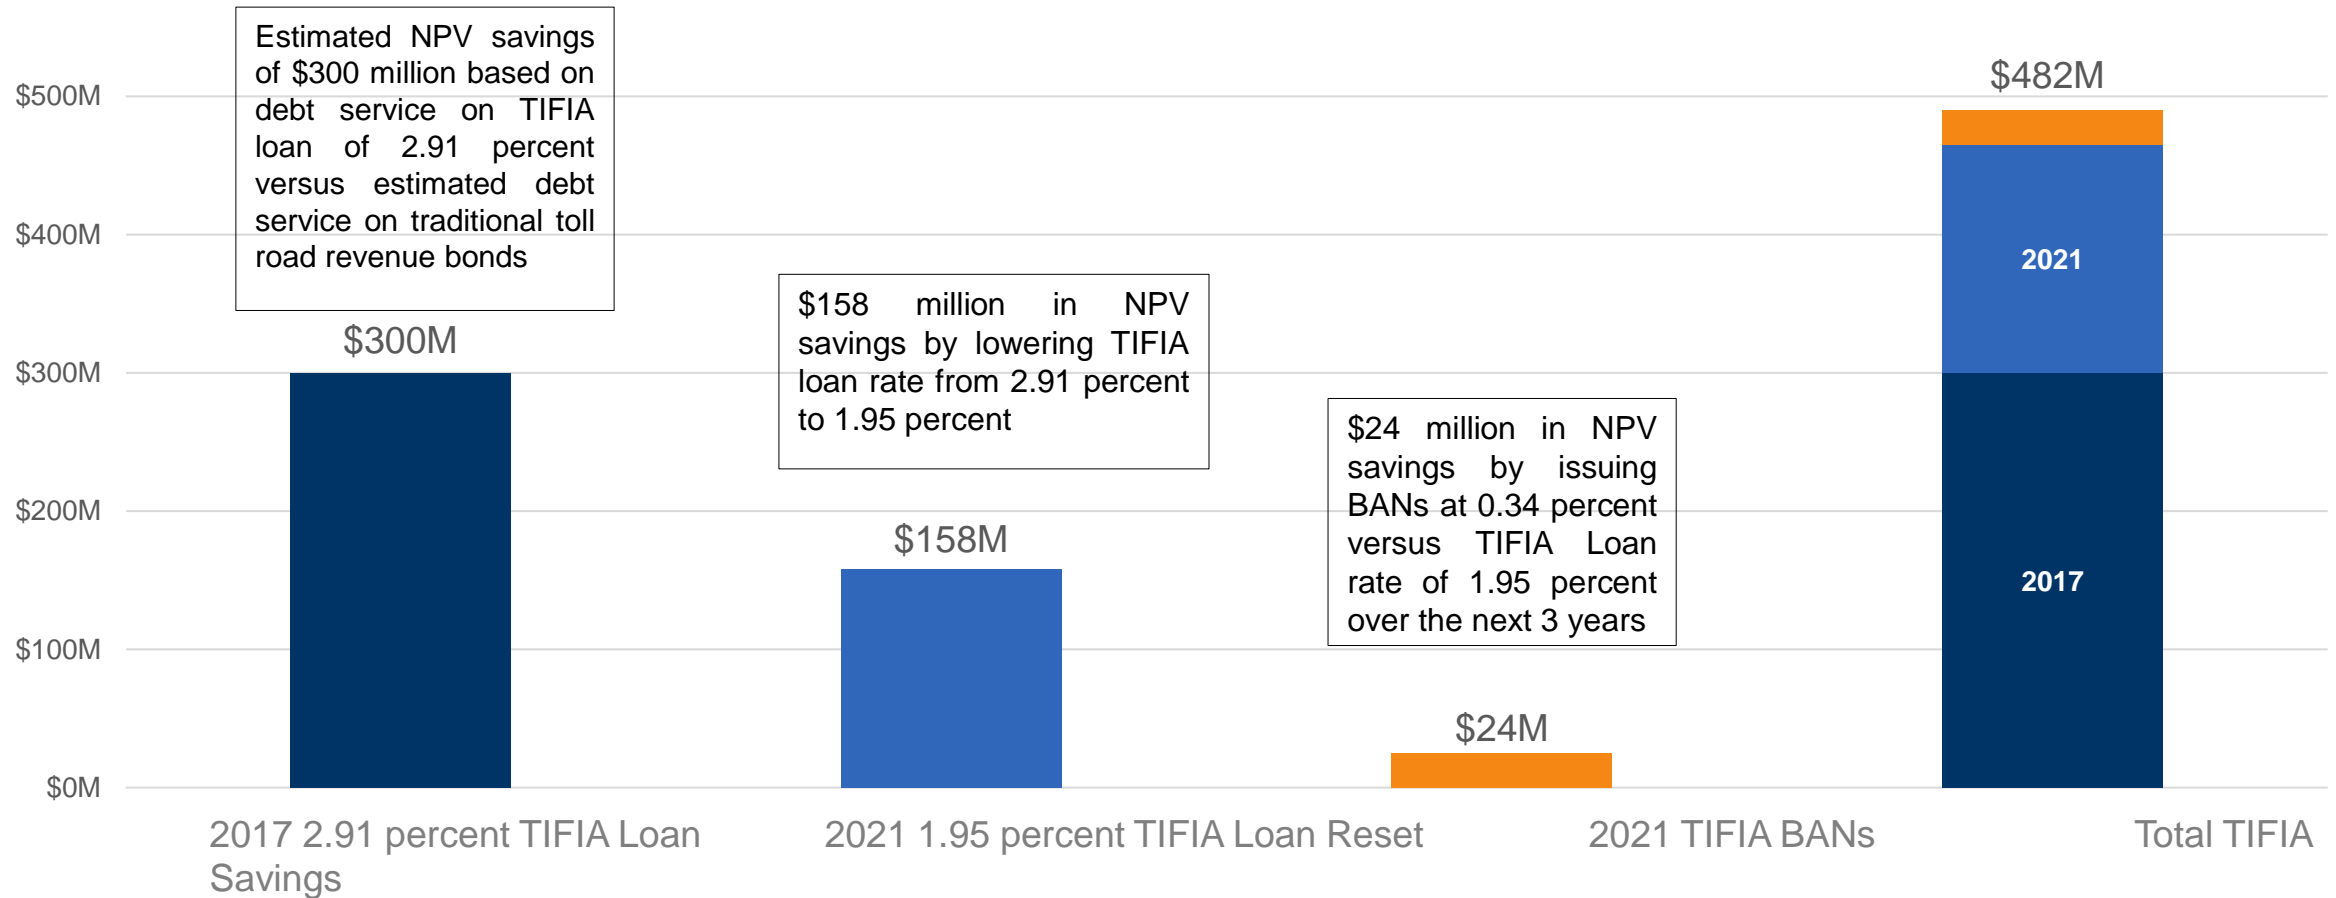 Estimated NPV savings
of $300 million based on
debt service on TIFIA
loan of 2.91 percent
versus estimated debt
service on traditional toll
road revenue bonds
$158 million in NPV
savings by lowering TIFIA
loan rate from 2.91 percent
to 1.95 percent
$24 million in NPV
savings by issuing
BANs at 0.34 percent
versus TIFIA Loan
rate of 1.95 percent
over the next 3 years
$500M
$400M
$300M
$200M
$100M
$0M
$300M
$158M
$24M
$482M
2021
2017
2017 2.91 percent TIFIA Loan
Savings
2021 1.95 percent TIFIA Loan Reset
2021 TIFIA BANs
Total TIFIA